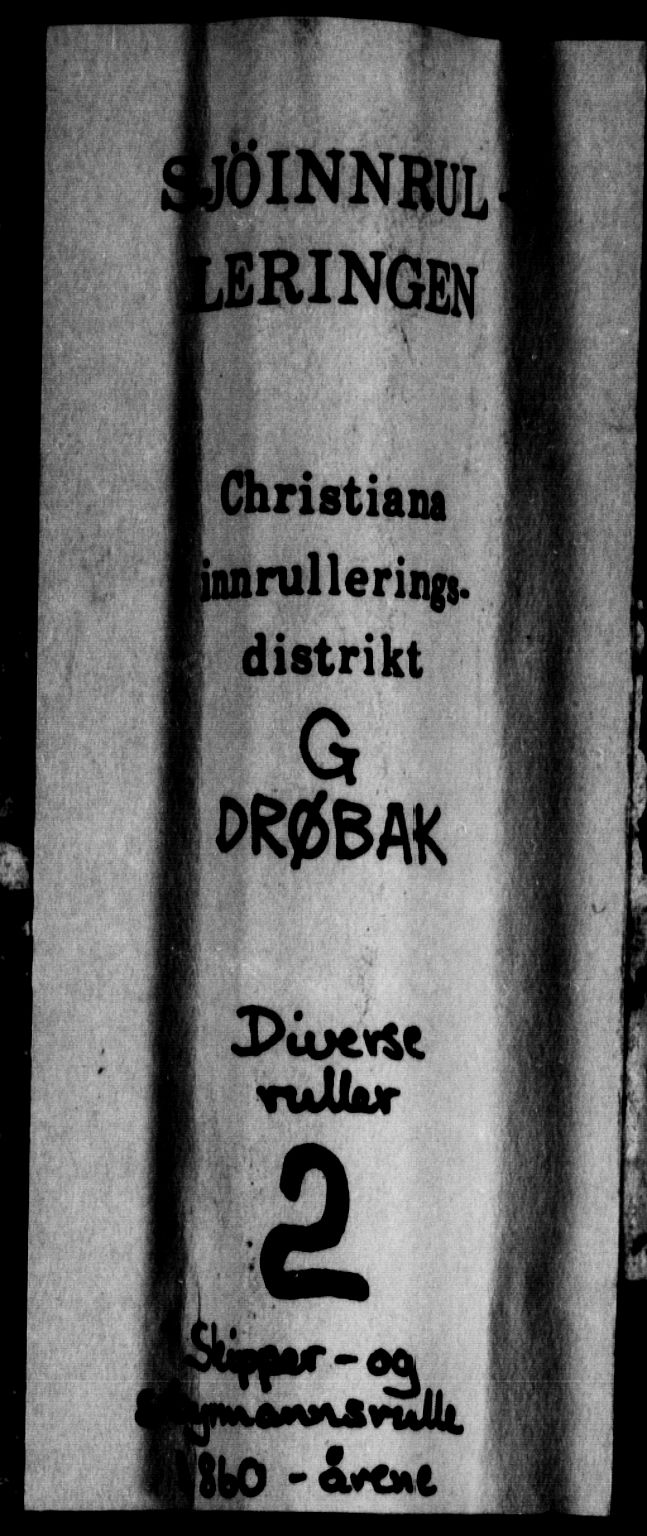 SJÖINNRUL-
LERINGEN
Christiana
innrullerings-
distrikt
G
DRØBAK
Diverse
ruller
2
Skipper - og
styrmannsrulle
1860 - årene